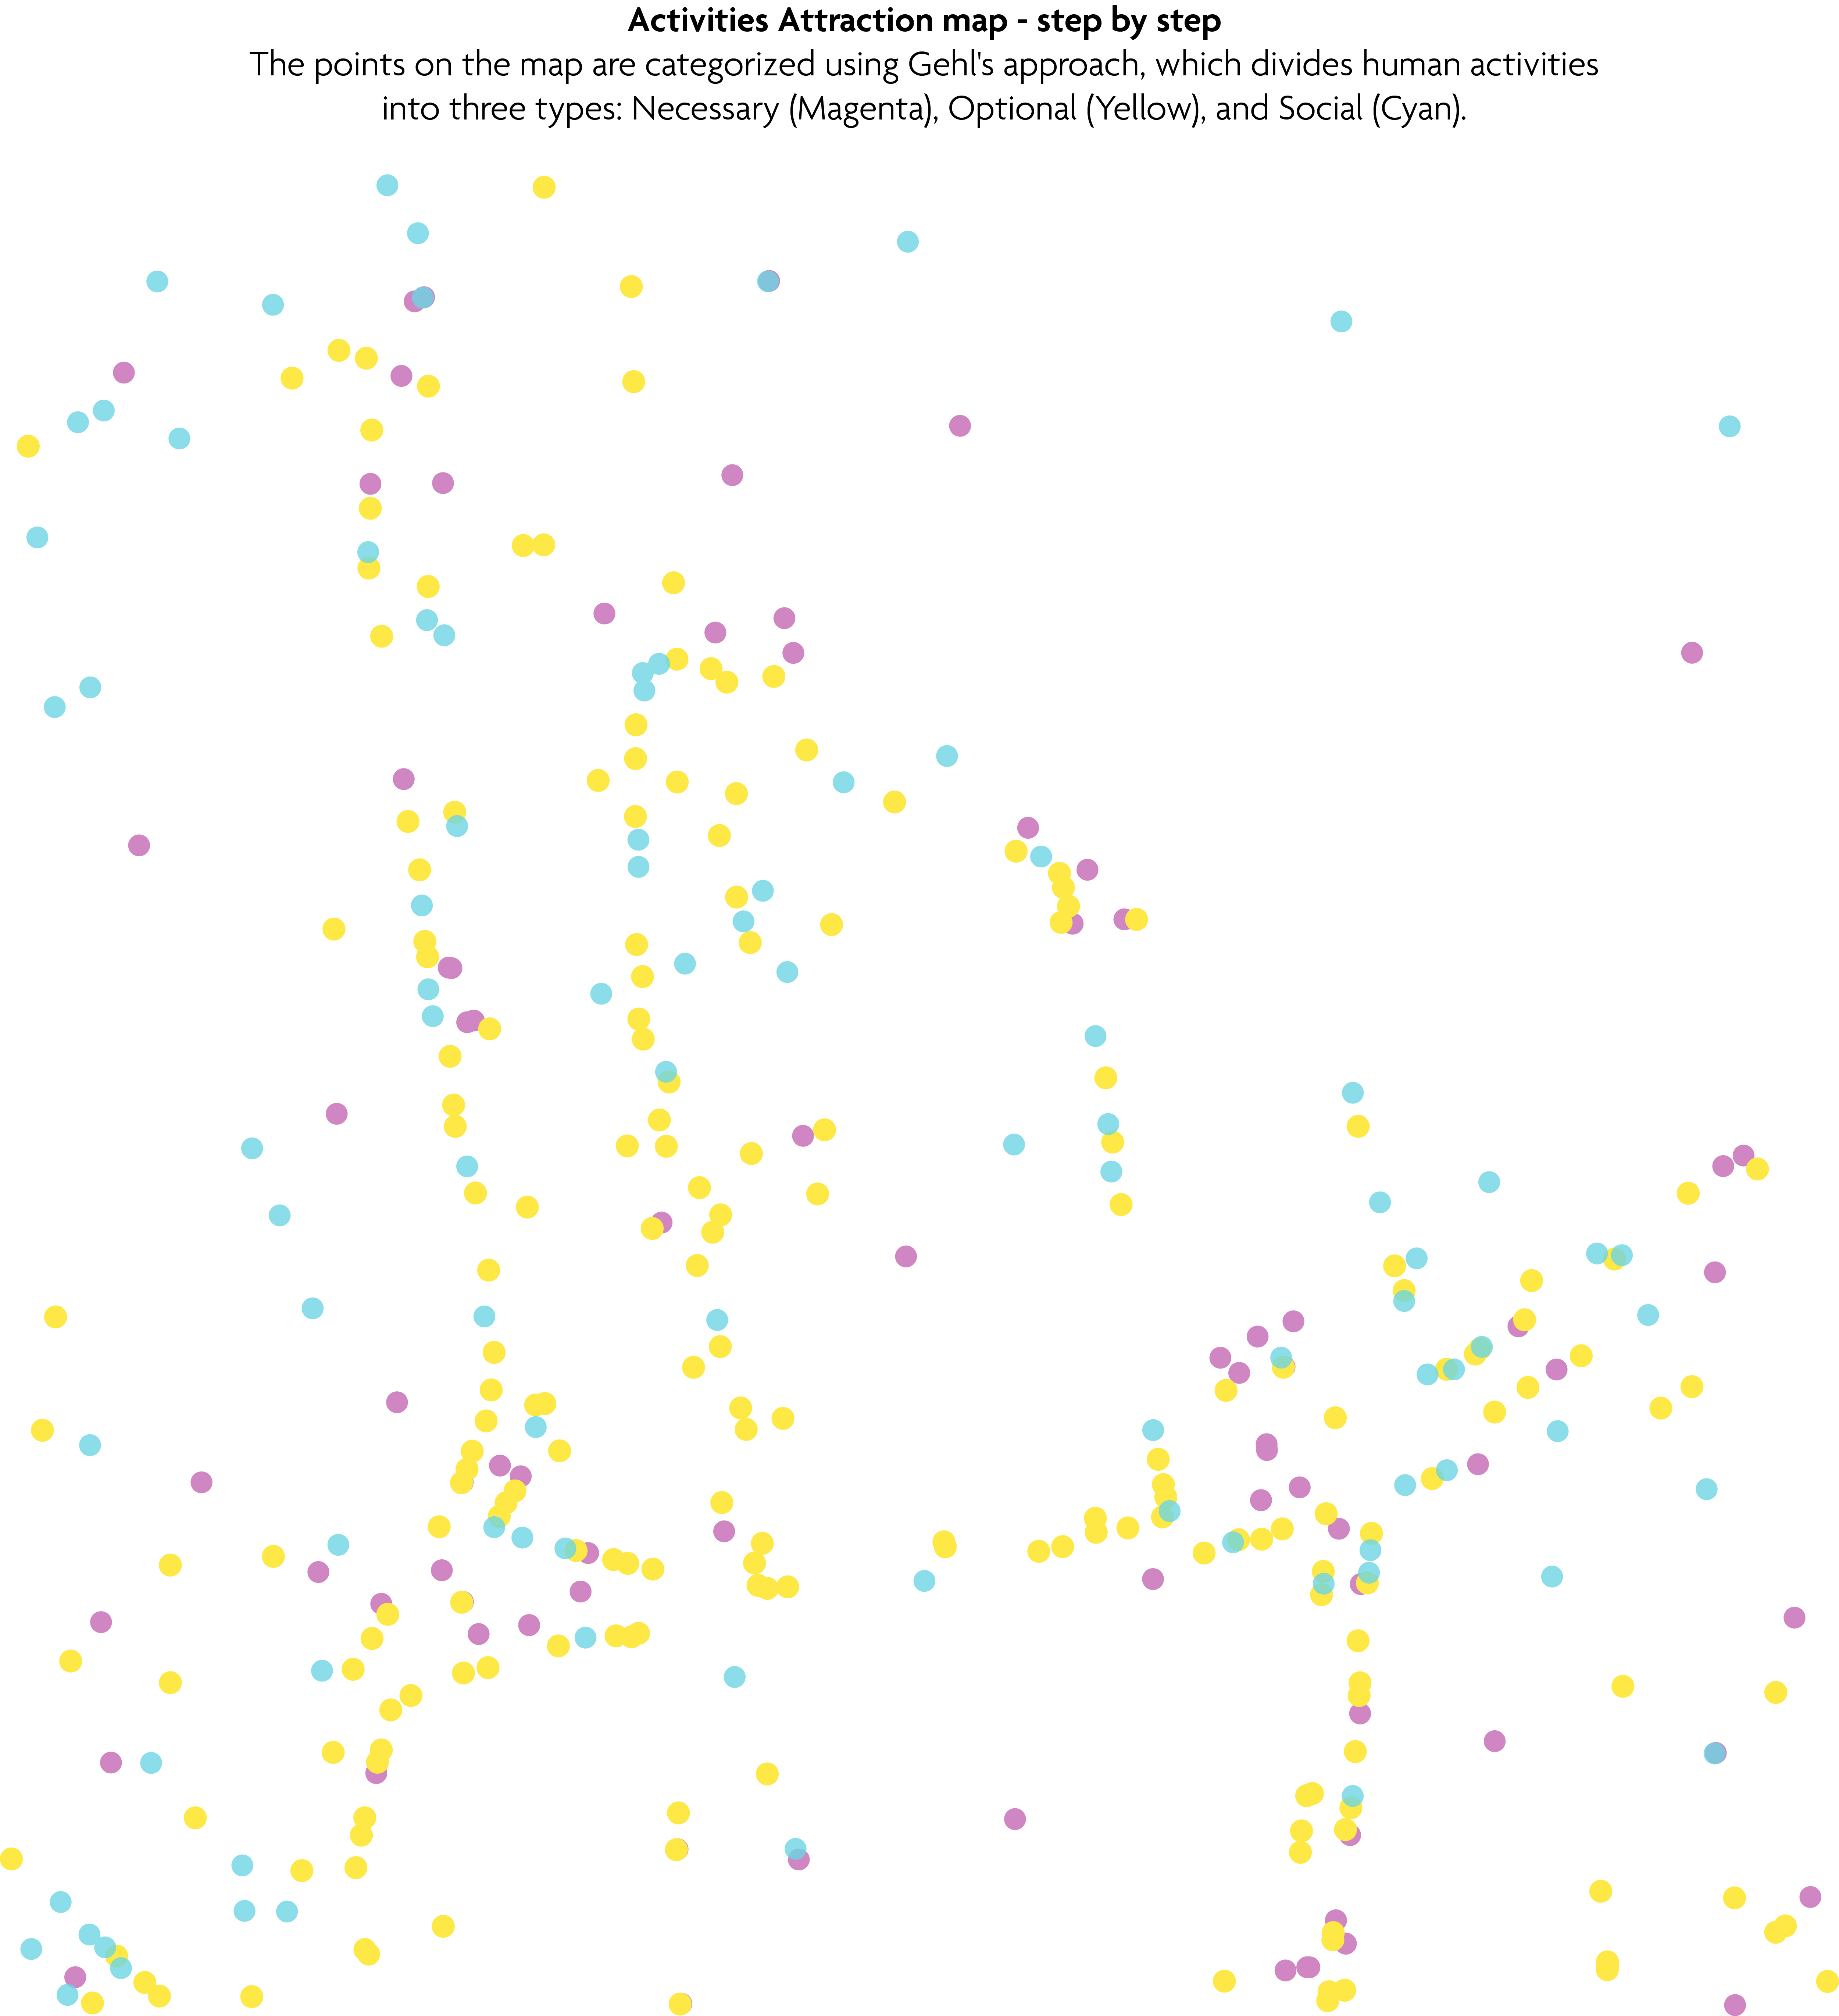 Activities Attraction map - step by step
The points on the map are categorized using Gehl's approach, which divides human activities
into three types: Necessary (Magenta), Optional (Yellow), and Social (Cyan).